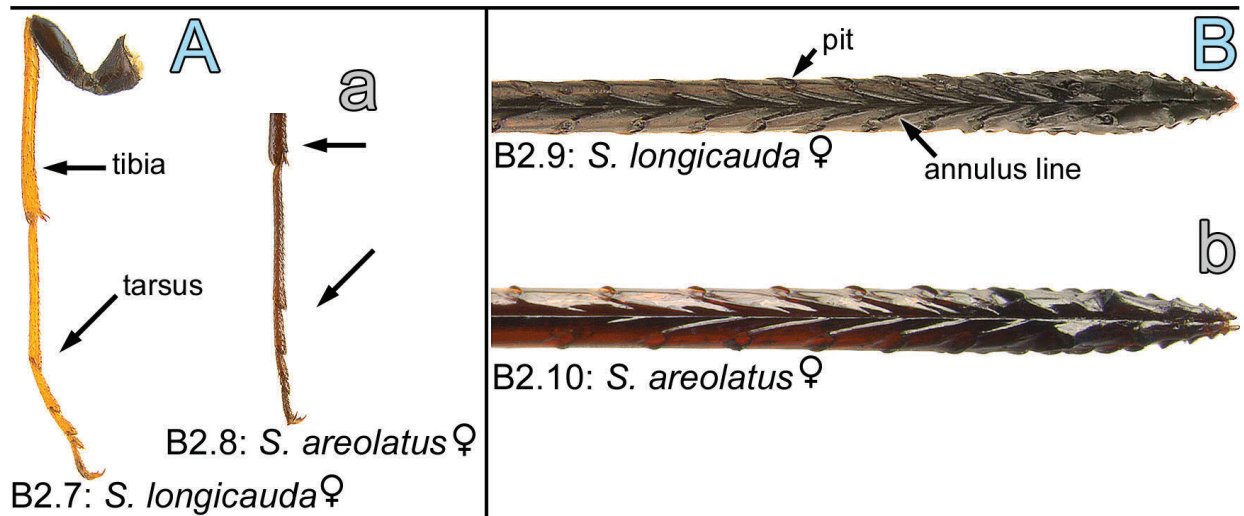 A
a
tibia
tarsus
B2.8: S. areolatus♀
B2.7: S. longicauda♀
B
pit
B2.9: S. longicauda♀
annulus line
b
B2.10: S. areolatus♀